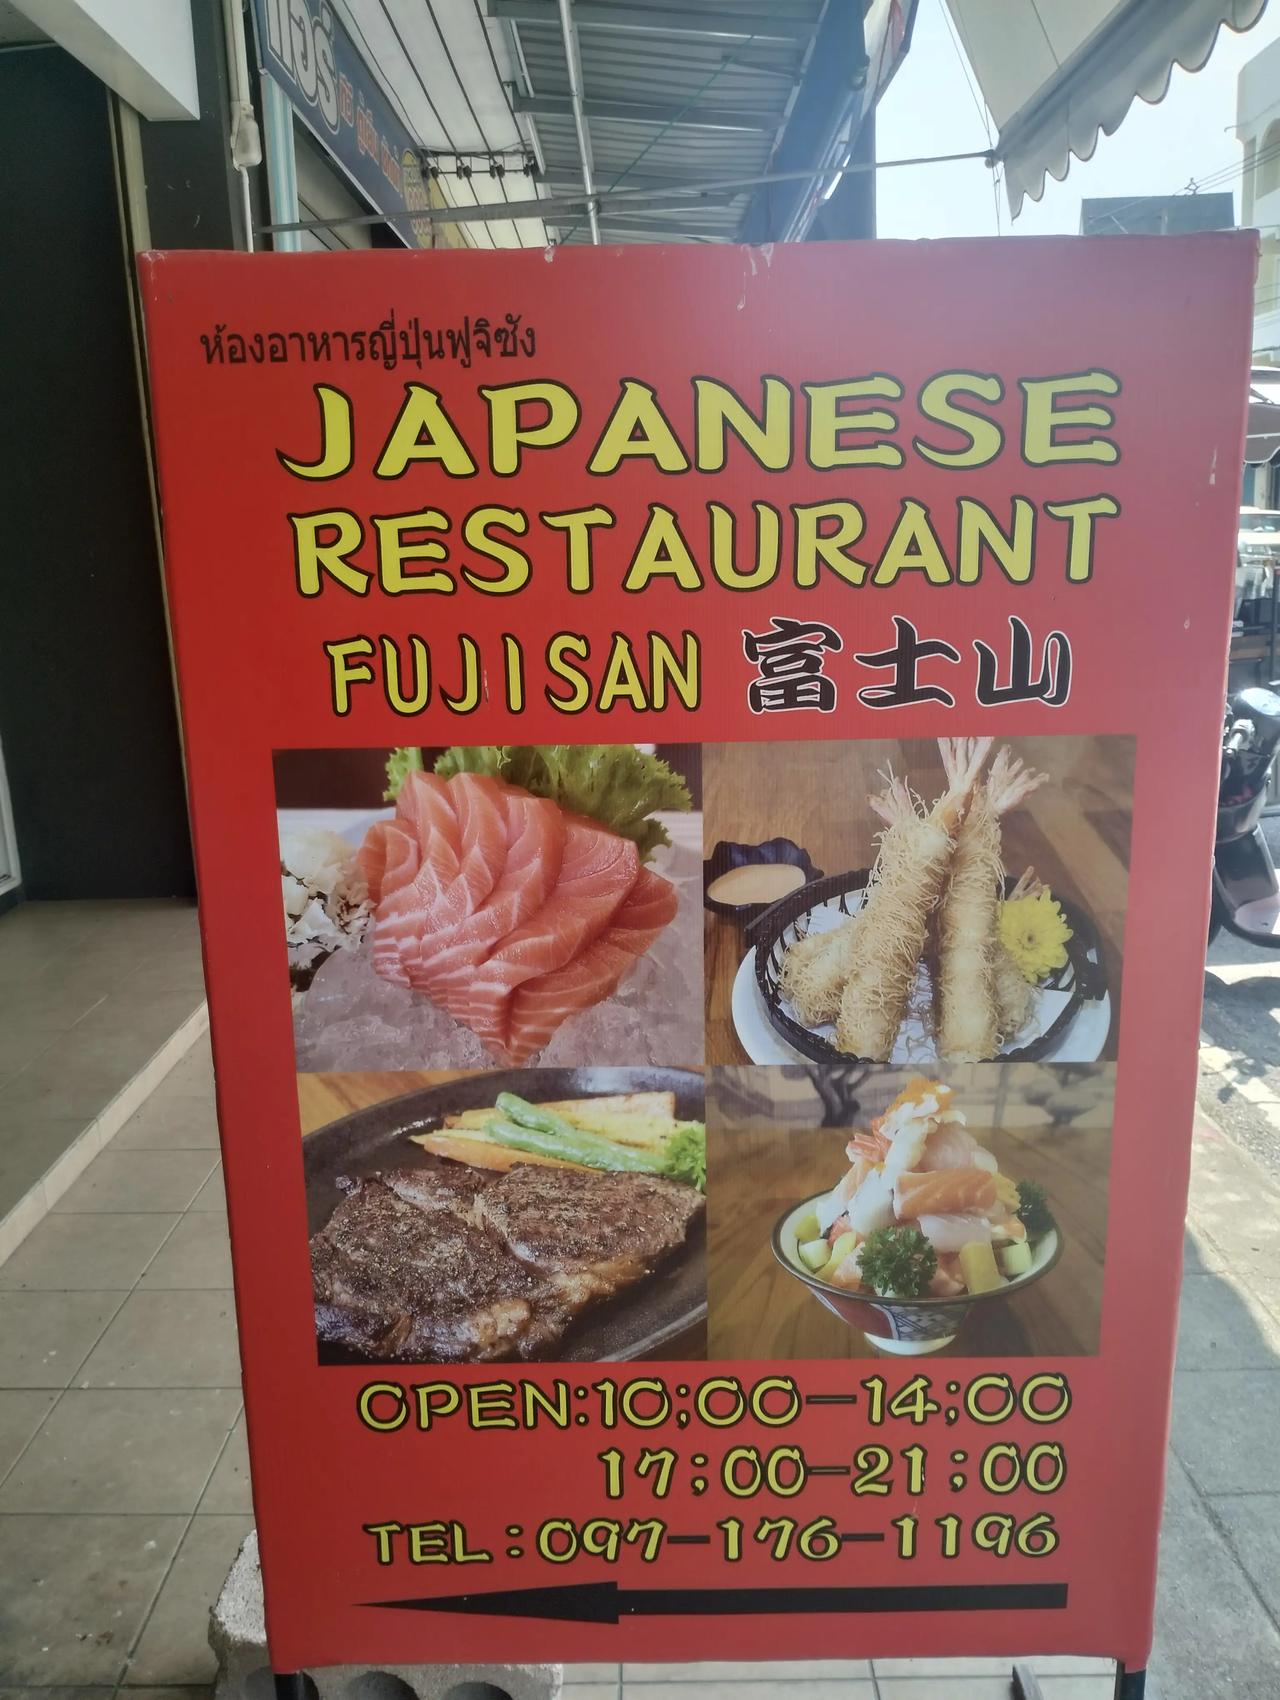 ห้องอาหารญี่ปุ่นฟูจิซัง
JAPANESE
RESTAURANT
FUJISAN 富士山
OPEN:10;00-14;00
17;00-21;00
TEL:097-176-1196